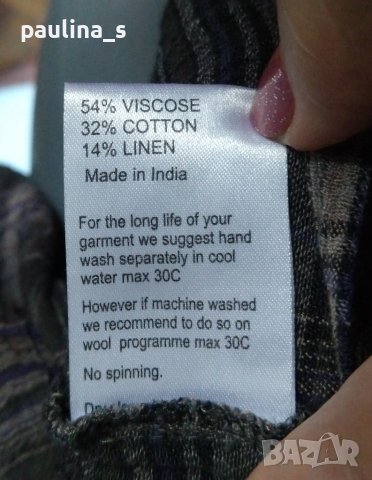 paulina_s
54% VISCOSE
32% COTTON
14% LINEN
Made in India
For the long life of your
garment we suggest hand
wash separately in cool
water max 30C
However if machine washed
we recommend to do so on
wool programme max 30C
No spinning.
BAZAR